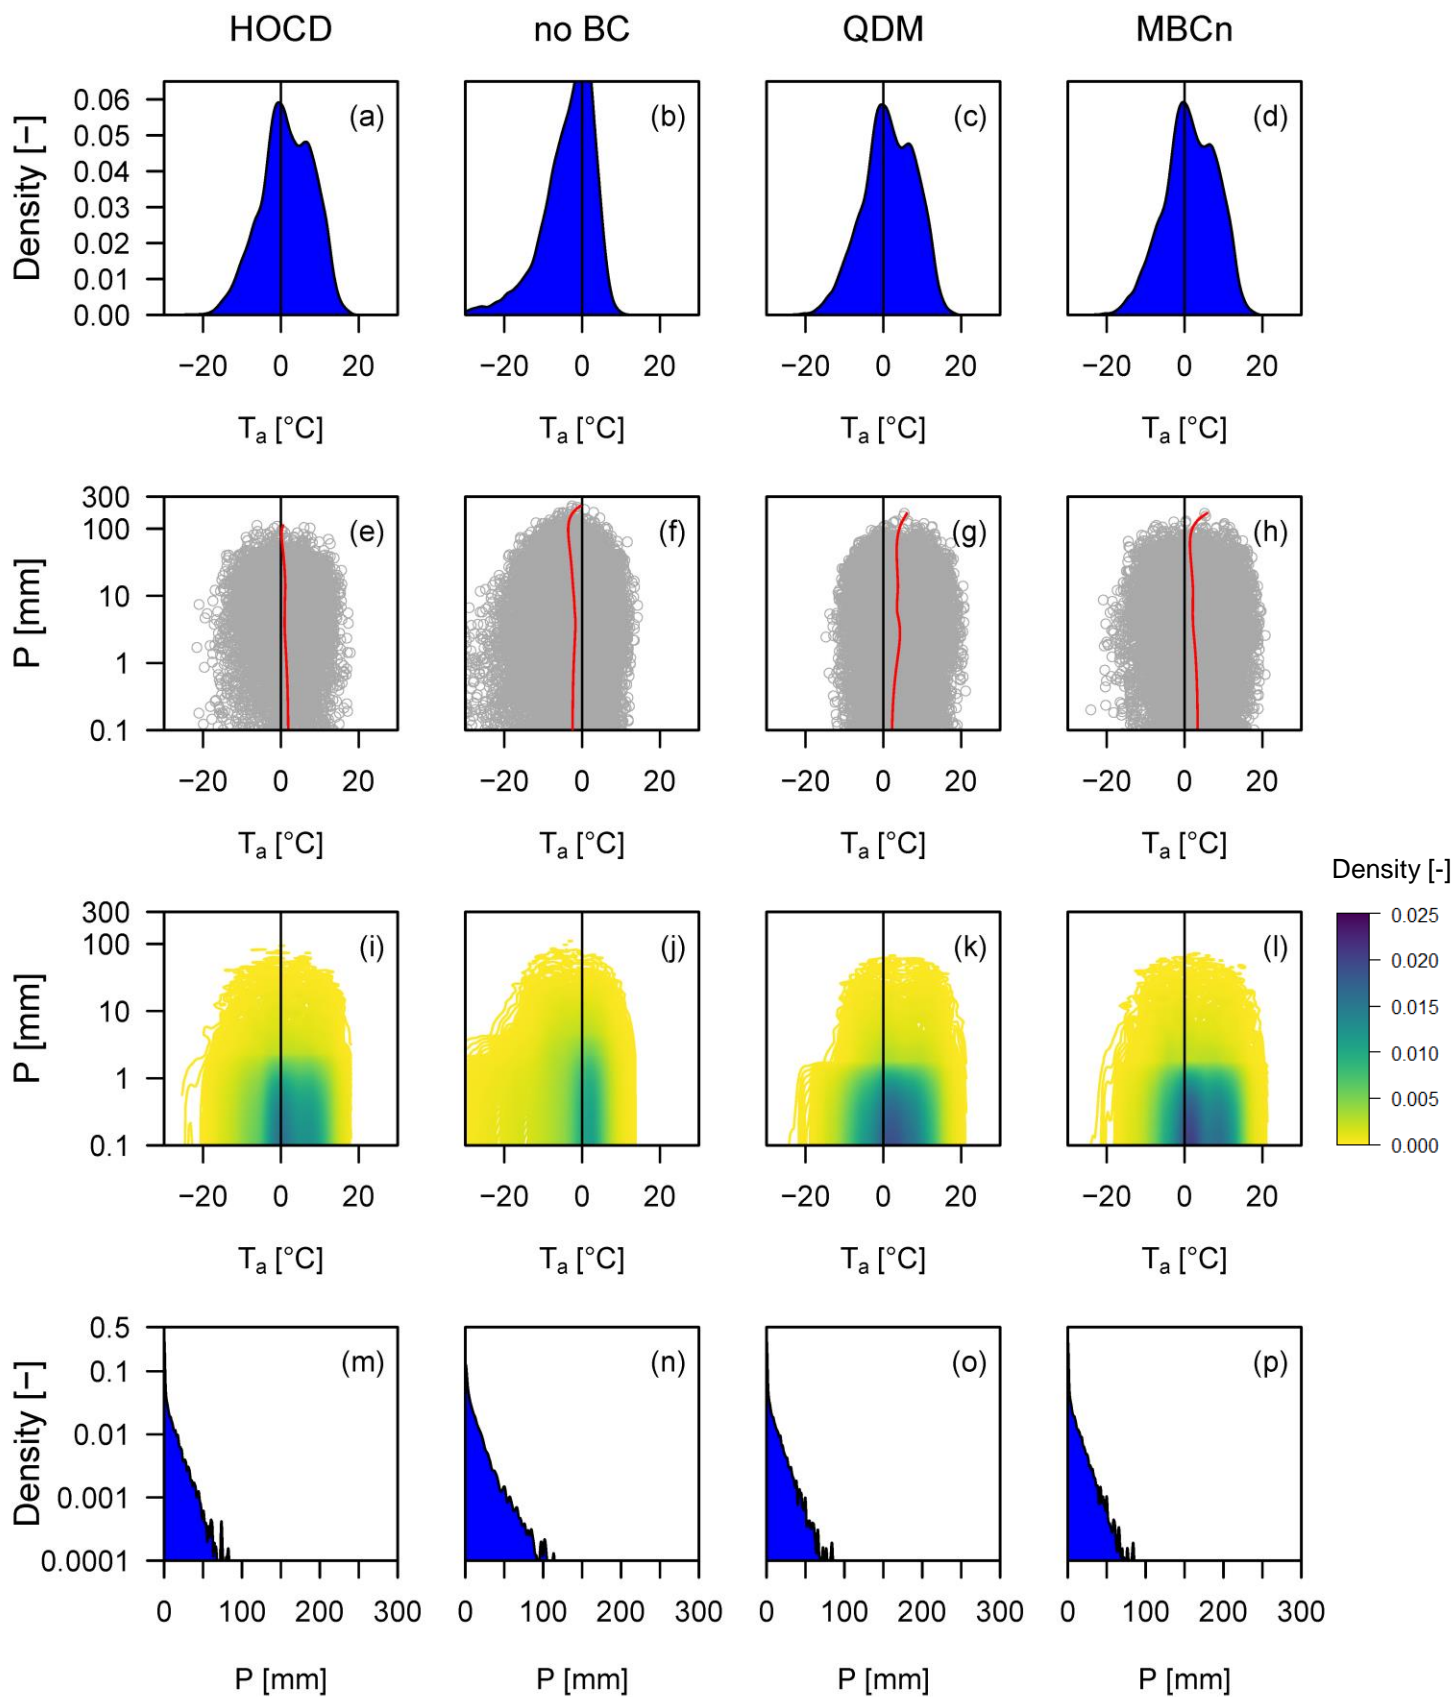 HOCD no BC QDM MBCn
Density [−]
0.06
0.05
0.04
0.03
0.02
0.01
0.00
(a) (b) (c) (d)
−20 0 20 −20 0 20 −20 0 20 −20 0 20
Ta [°C] Ta [°C] Ta [°C] Ta [°C]
P [mm]
300
100
10
1
0.1
(e) (f) (g) (h)
−20 0 20 −20 0 20 −20 0 20 −20 0 20
Ta [°C] Ta [°C] Ta [°C] Ta [°C]
P [mm]
300
100
10
1
0.1
(i) (j) (k) (l)
−20 0 20 −20 0 20 −20 0 20 −20 0 20
Ta [°C] Ta [°C] Ta [°C] Ta [°C]
Density [-]
0.025
0.020
0.015
0.010
0.005
0.000
Density [−]
0.5
0.1
0.01
0.001
0.0001
(m) (n) (o) (p)
0 100 200 300 0 100 200 300 0 100 200 300 0 100 200 300
P [mm] P [mm] P [mm] P [mm]